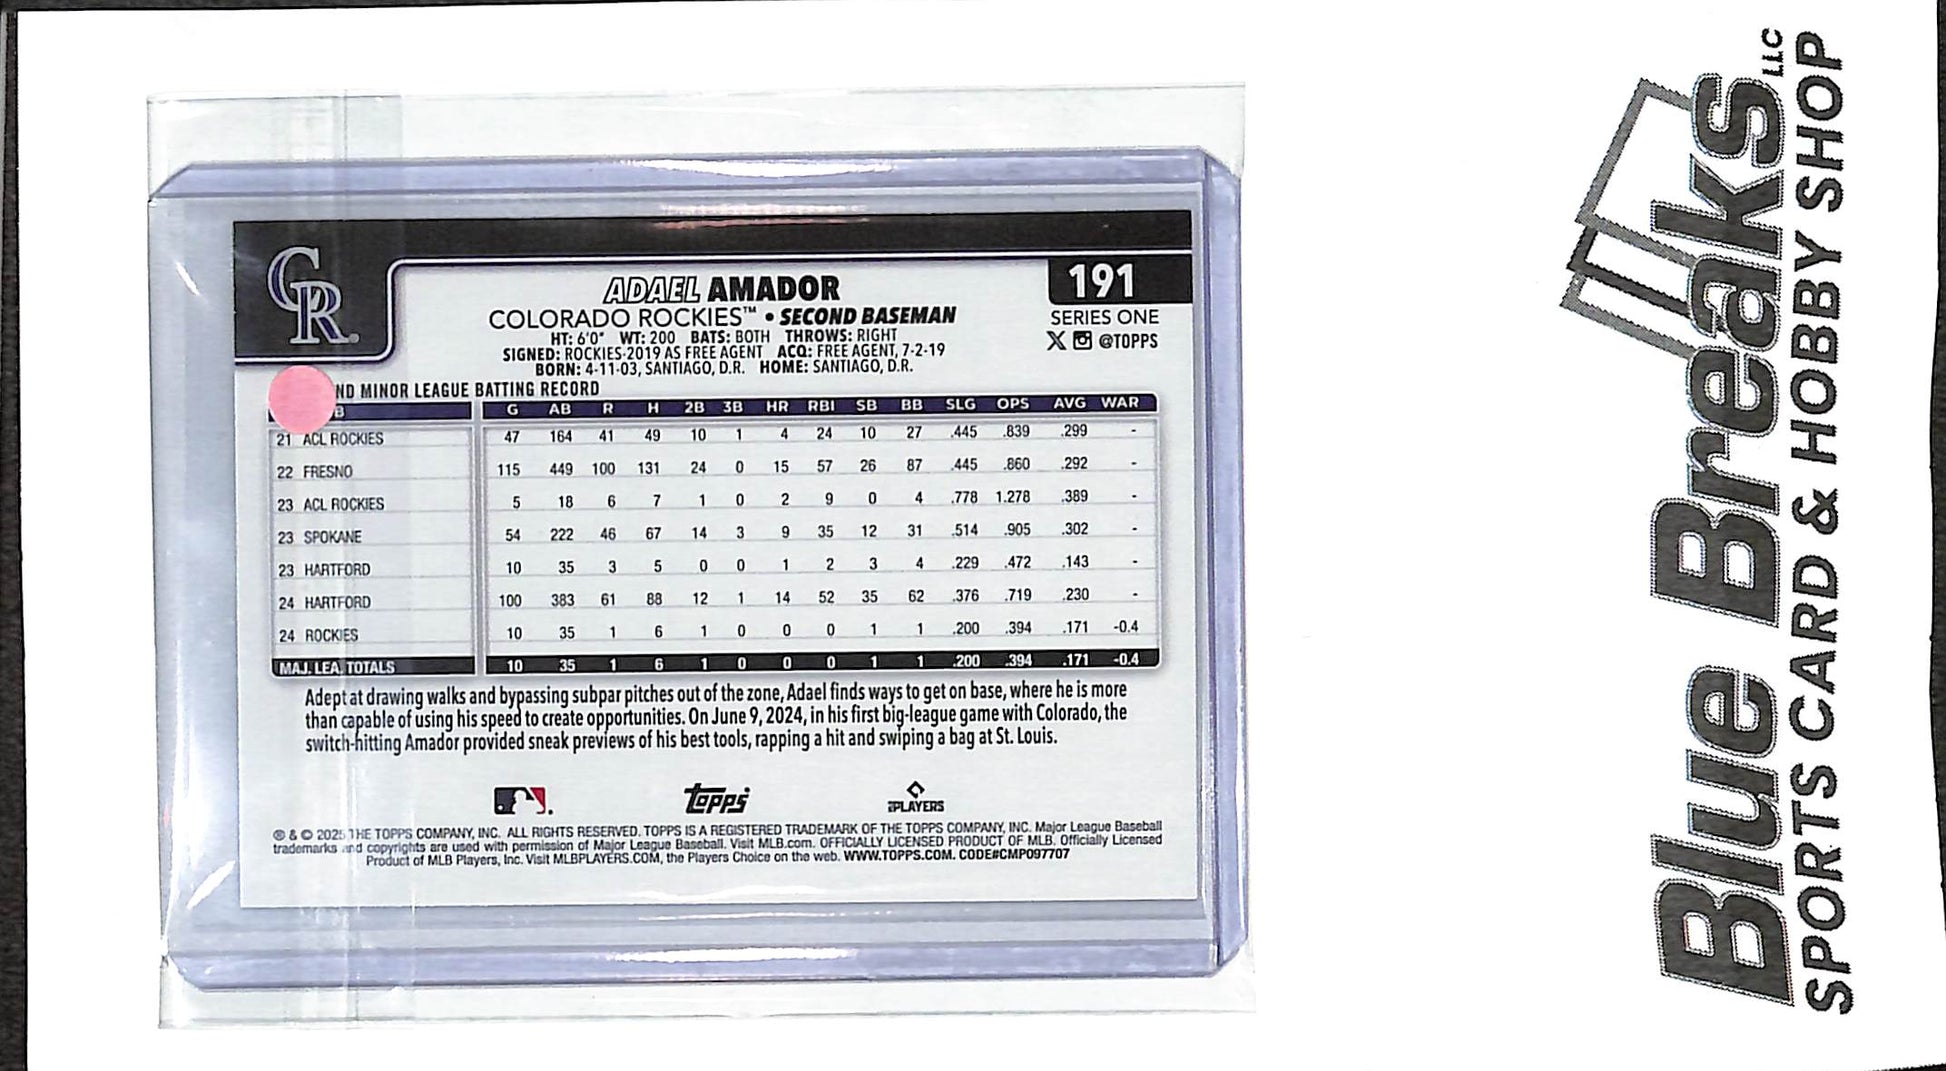 CR
ADAEL AMADOR
191
COLORADO ROCKIES™ • SECOND BASEMAN
SERIES ONE
HT: 6'0" WT: 200 BATS: BOTH THROWS: RIGHT
X @TOPPS
SIGNED: ROCKIES-2019 AS FREE AGENT ACQ: FREE AGENT, 7-2-19
BORN: 4-11-03, SANTIAGO, D.R. HOME: SANTIAGO, D.R.
ND MINOR LEAGUE BATTING RECORD
B G AB R H 2B 3B HR RBI SB BB SLG OPS AVG WAR
21 ACL ROCKIES 47 164 41 49 10 1 4 24 10 27 .445 .839 .299 -
22 FRESNO 115 449 100 131 24 0 15 57 26 87 .445 .860 .292 -
23 ACL ROCKIES 5 18 6 7 1 0 2 9 0 4 .778 1.278 .389 -
23 SPOKANE 54 222 46 67 14 3 9 35 12 31 .514 .905 .302 -
23 HARTFORD 10 35 3 5 0 0 1 2 3 4 .229 .472 .143 -
24 HARTFORD 100 383 61 88 12 1 14 52 35 62 .376 .719 .230 -
24 ROCKIES 10 35 1 6 1 0 0 0 1 1 .200 .394 .171 -0.4
MAJ. LEA. TOTALS 10 35 1 6 1 0 0 0 1 1 .200 .394 .171 -0.4
Adept at drawing walks and bypassing subpar pitches out of the zone, Adael finds ways to get on base, where he is more
than capable of using his speed to create opportunities. On June 9, 2024, in his first big-league game with Colorado, the
switch-hitting Amador provided sneak previews of his best tools, rapping a hit and swiping a bag at St. Louis.
Topps
PLAYERS
® & © 2025 THE TOPPS COMPANY, INC. ALL RIGHTS RESERVED. TOPPS IS A REGISTERED TRADEMARK OF THE TOPPS COMPANY, INC. Major League Baseball
trademarks and copyrights are used with permission of Major League Baseball. Visit MLB.com. OFFICIALLY LICENSED PRODUCT OF MLB. Officially Licensed
Product of MLB Players, Inc. Visit MLBPLAYERS.COM, the Players Choice on the web. WWW.TOPPS.COM. CODE#CMP097707
Blue Breaks LLC
SPORTS CARD & HOBBY SHOP